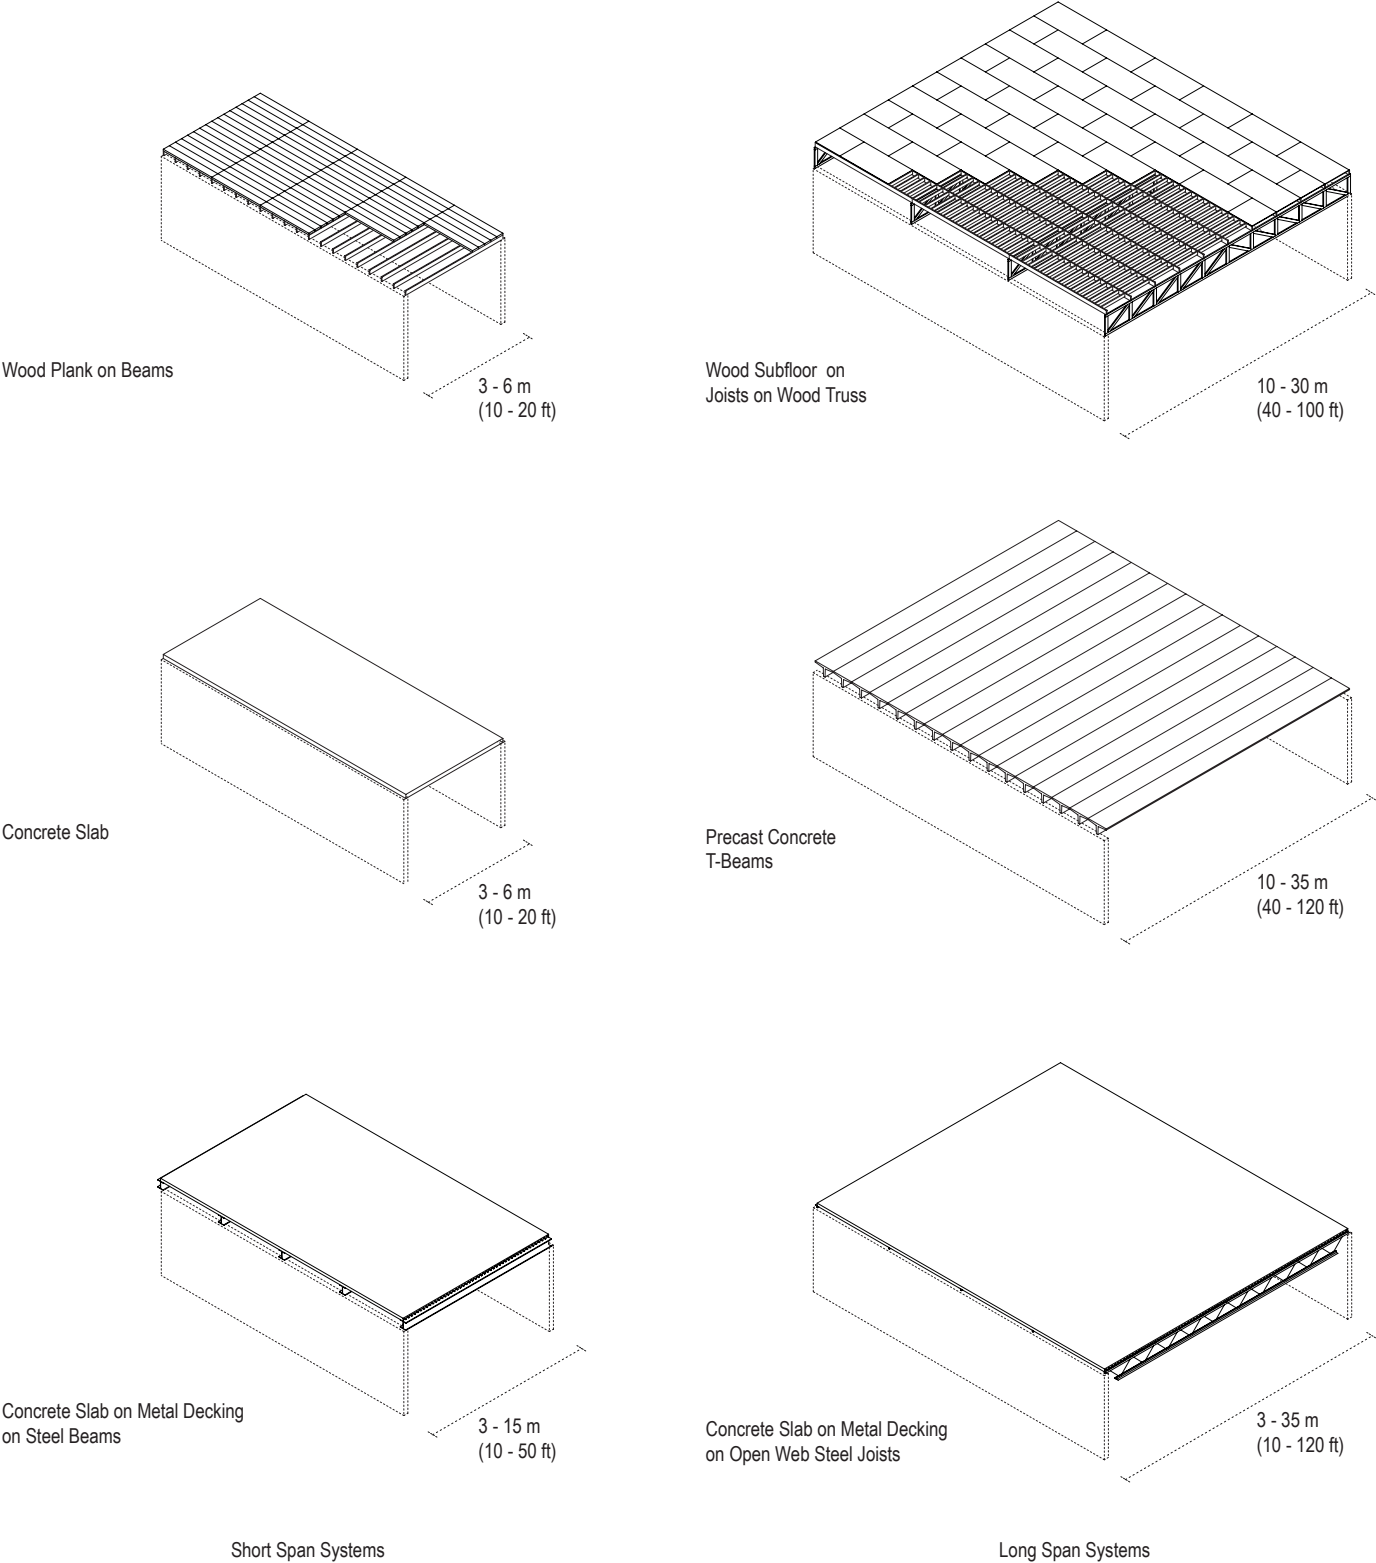 Wood Plank on Beams
3 - 6 m
(10 - 20 ft)
Wood Subfloor on
Joists on Wood Truss
10 - 30 m
(40 - 100 ft)
Concrete Slab
3 - 6 m
(10 - 20 ft)
Precast Concrete
T-Beams
10 - 35 m
(40 - 120 ft)
Concrete Slab on Metal Decking
on Steel Beams
3 - 15 m
(10 - 50 ft)
Concrete Slab on Metal Decking
on Open Web Steel Joists
3 - 35 m
(10 - 120 ft)
Short Span Systems
Long Span Systems